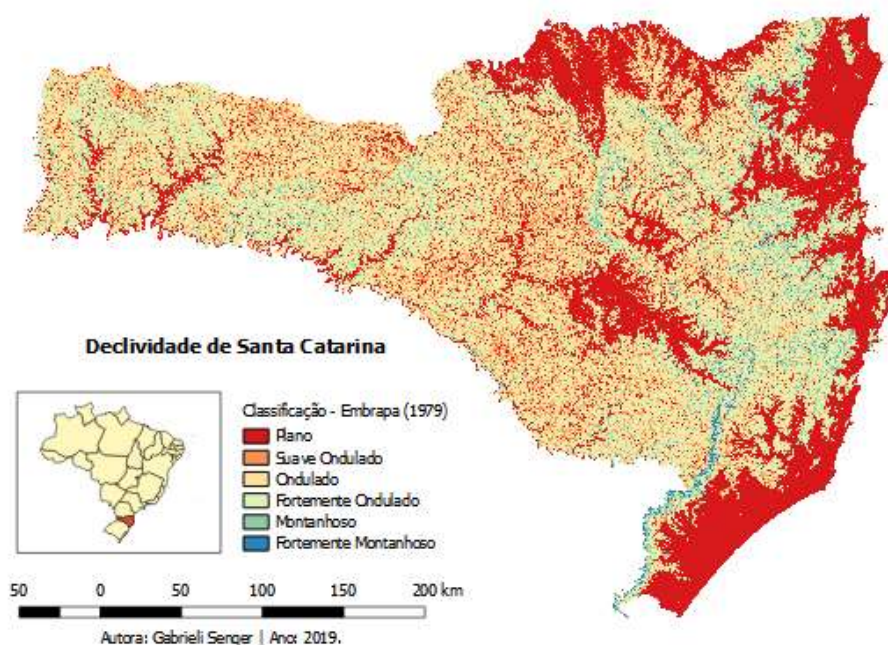 Declividade de Santa Catarina
Classificação - Embrapa (1979)
Plano
Suave Ondulado
Ondulado
Fortemente Ondulado
Montanhoso
Fortemente Montanhoso
50 0 50 100 150 200 km
Autora: Gabrieli Senger | Ano: 2019.